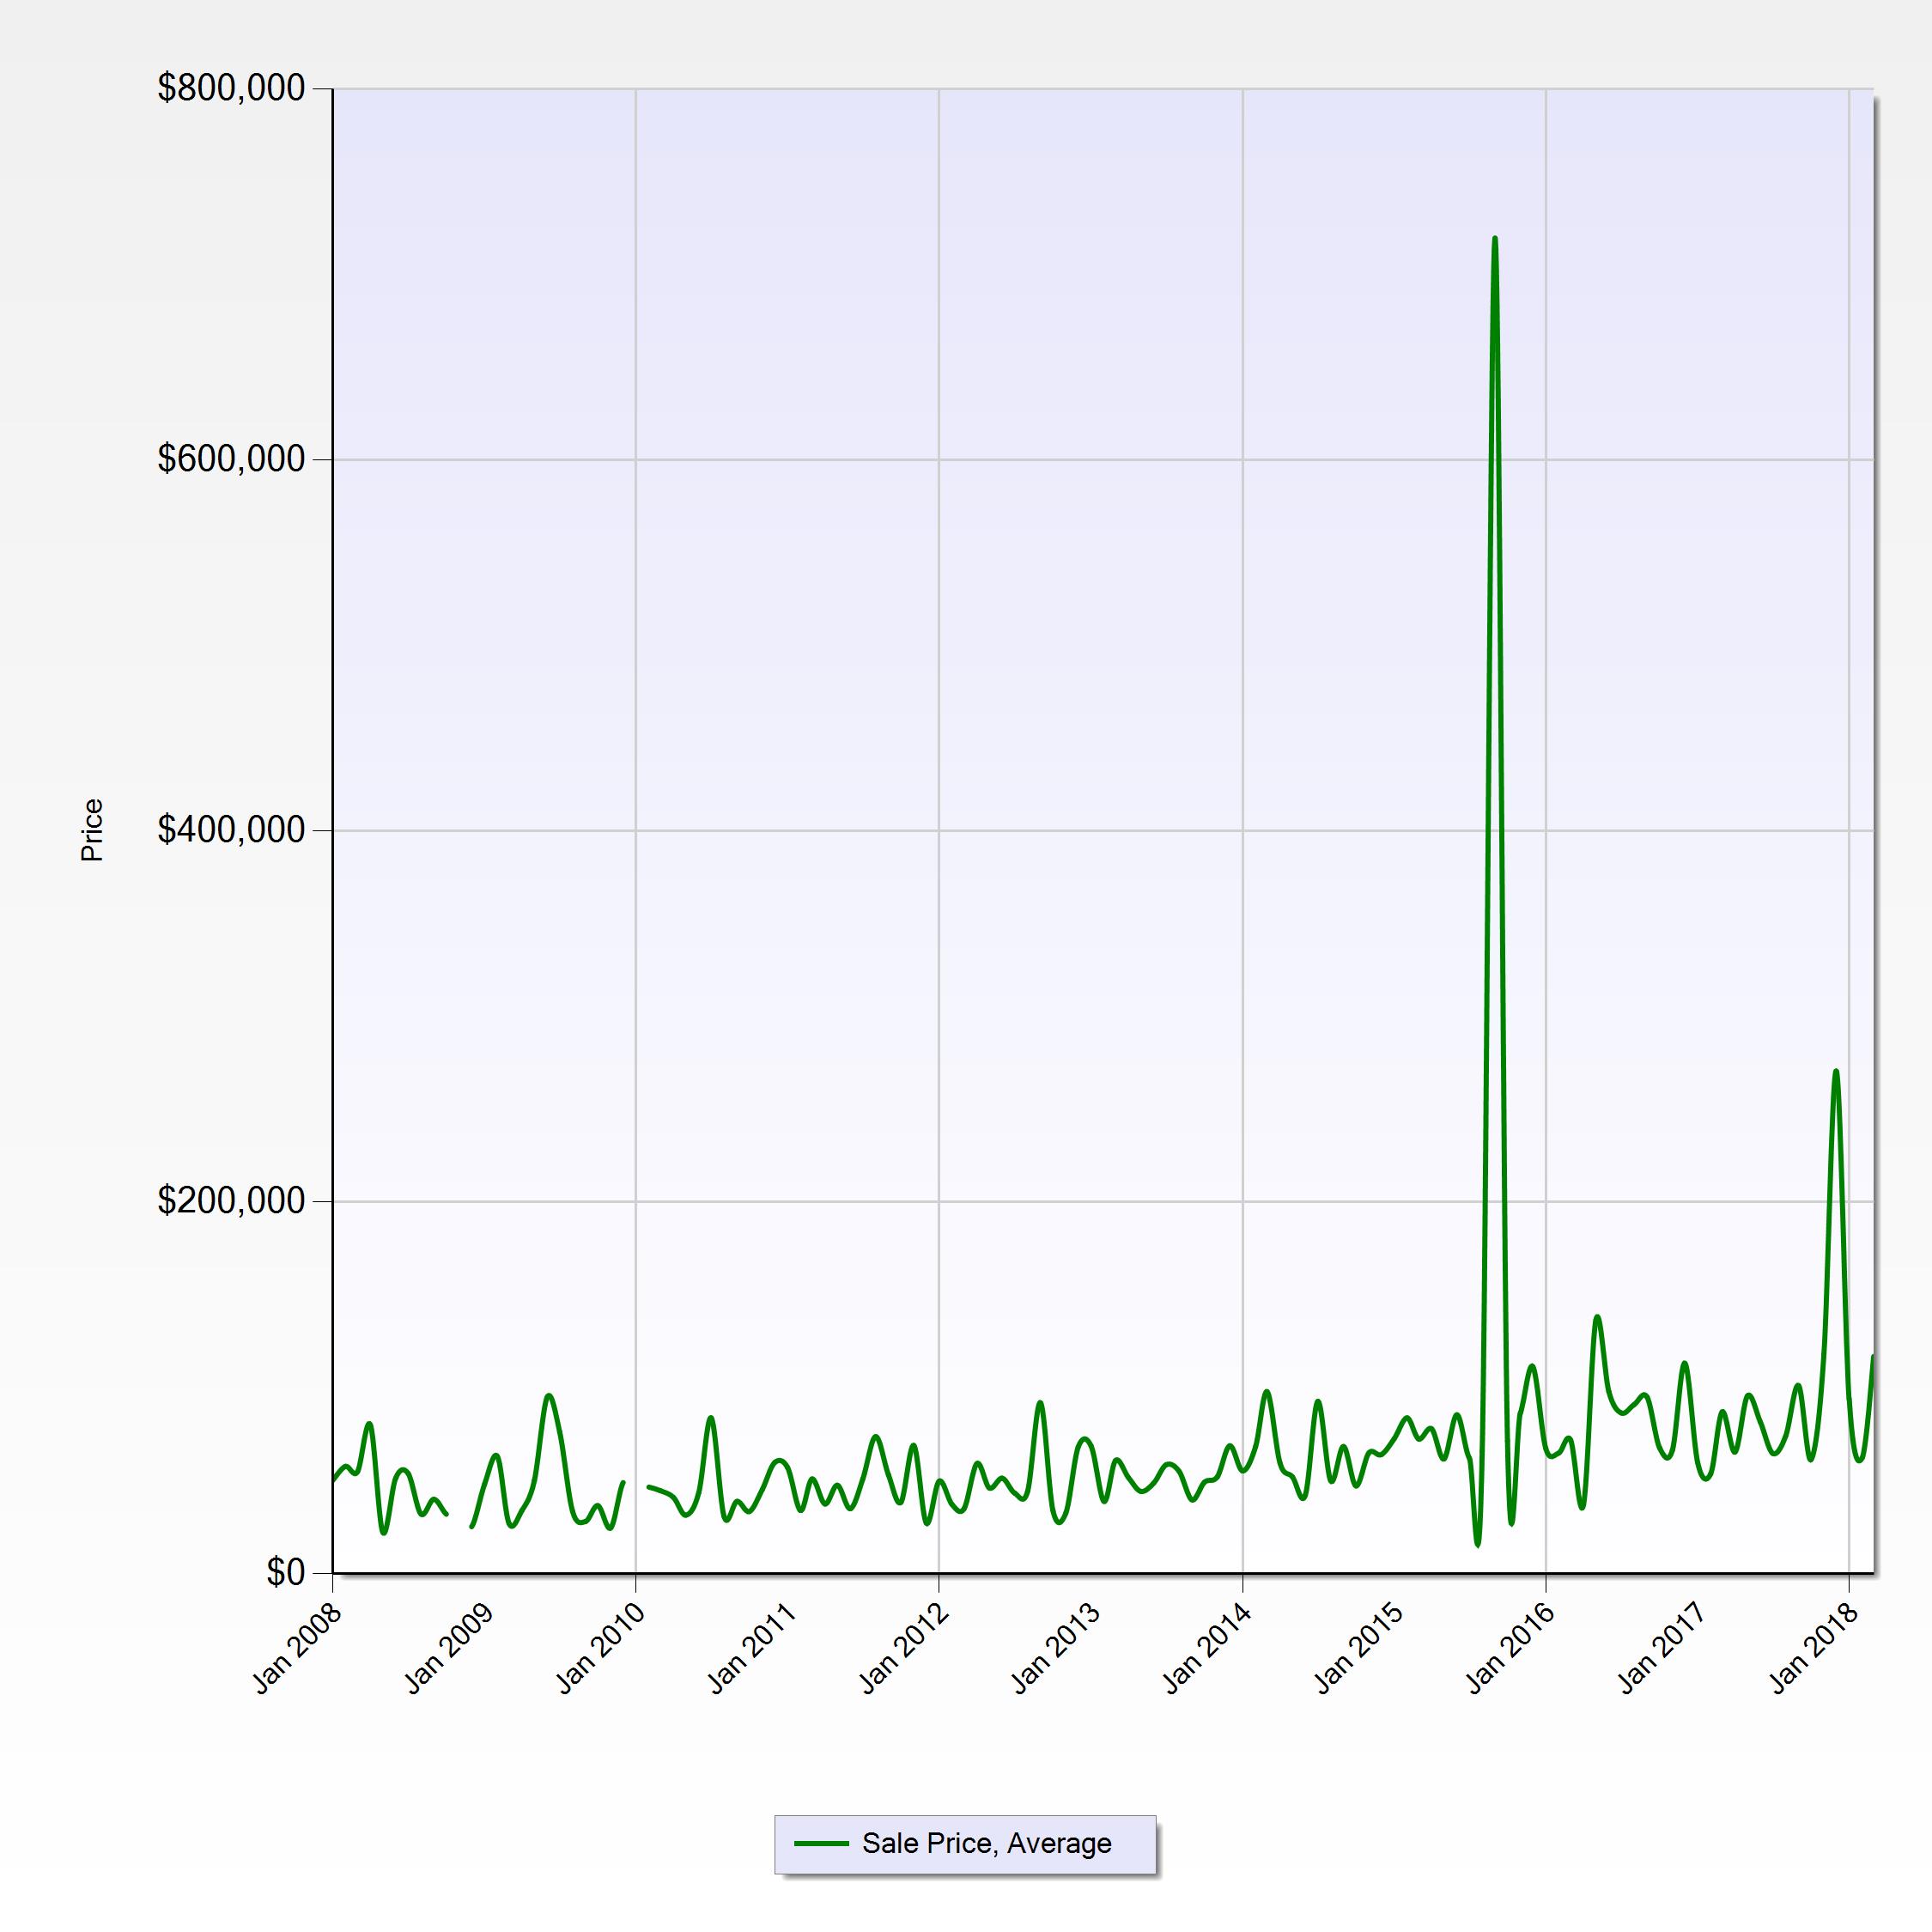 $800,000
$600,000
$400,000
$200,000
$0
Price
Jan 2008
Jan 2009
Jan 2010
Jan 2011
Jan 2012
Jan 2013
Jan 2014
Jan 2015
Jan 2016
Jan 2017
Jan 2018
Sale Price, Average